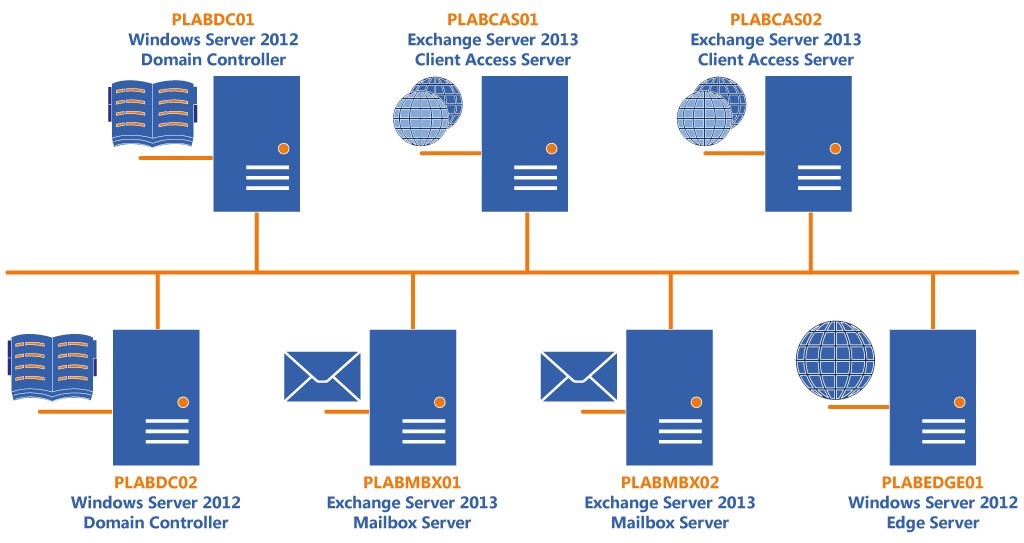 PLABDC01
Windows Server 2012
Domain Controller
PLABCAS01
Exchange Server 2013
Client Access Server
PLABCAS02
Exchange Server 2013
Client Access Server
PLABDC02
Windows Server 2012
Domain Controller
PLABMBX01
Exchange Server 2013
Mailbox Server
PLABMBX02
Exchange Server 2013
Mailbox Server
PLABEDGE01
Windows Server 2012
Edge Server